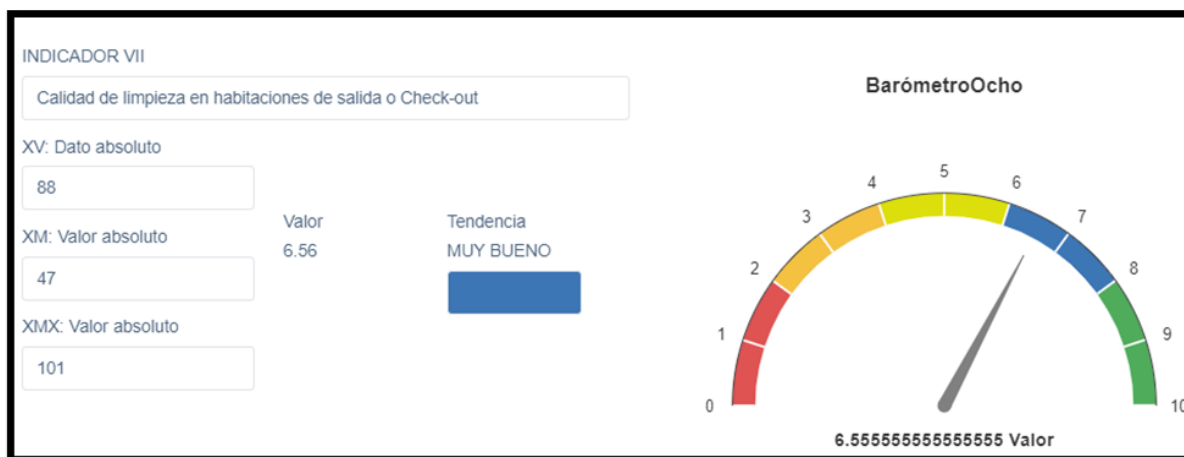 INDICADOR VII
Calidad de limpieza en habitaciones de salida o Check-out
XV: Dato absoluto
88
XM: Valor absoluto
47
XMX: Valor absoluto
101
Valor
6.56
Tendencia
MUY BUENO
BarómetroOcho
0
1
2
3
4
5
6
7
8
9
10
6.555555555555555 Valor